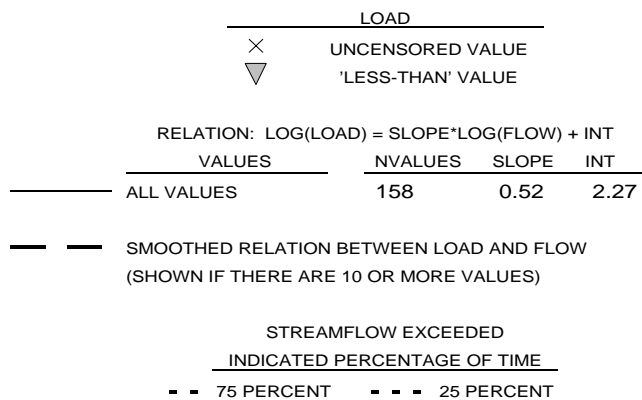 LOAD
UNCENSORED VALUE
'LESS-THAN' VALUE
RELATION: LOG(LOAD) = SLOPE*LOG(FLOW) + INT
VALUES NVALUES SLOPE INT
ALL VALUES 158 0.52 2.27
SMOOTHED RELATION BETWEEN LOAD AND FLOW
(SHOWN IF THERE ARE 10 OR MORE VALUES)
STREAMFLOW EXCEEDED
INDICATED PERCENTAGE OF TIME
75 PERCENT 25 PERCENT